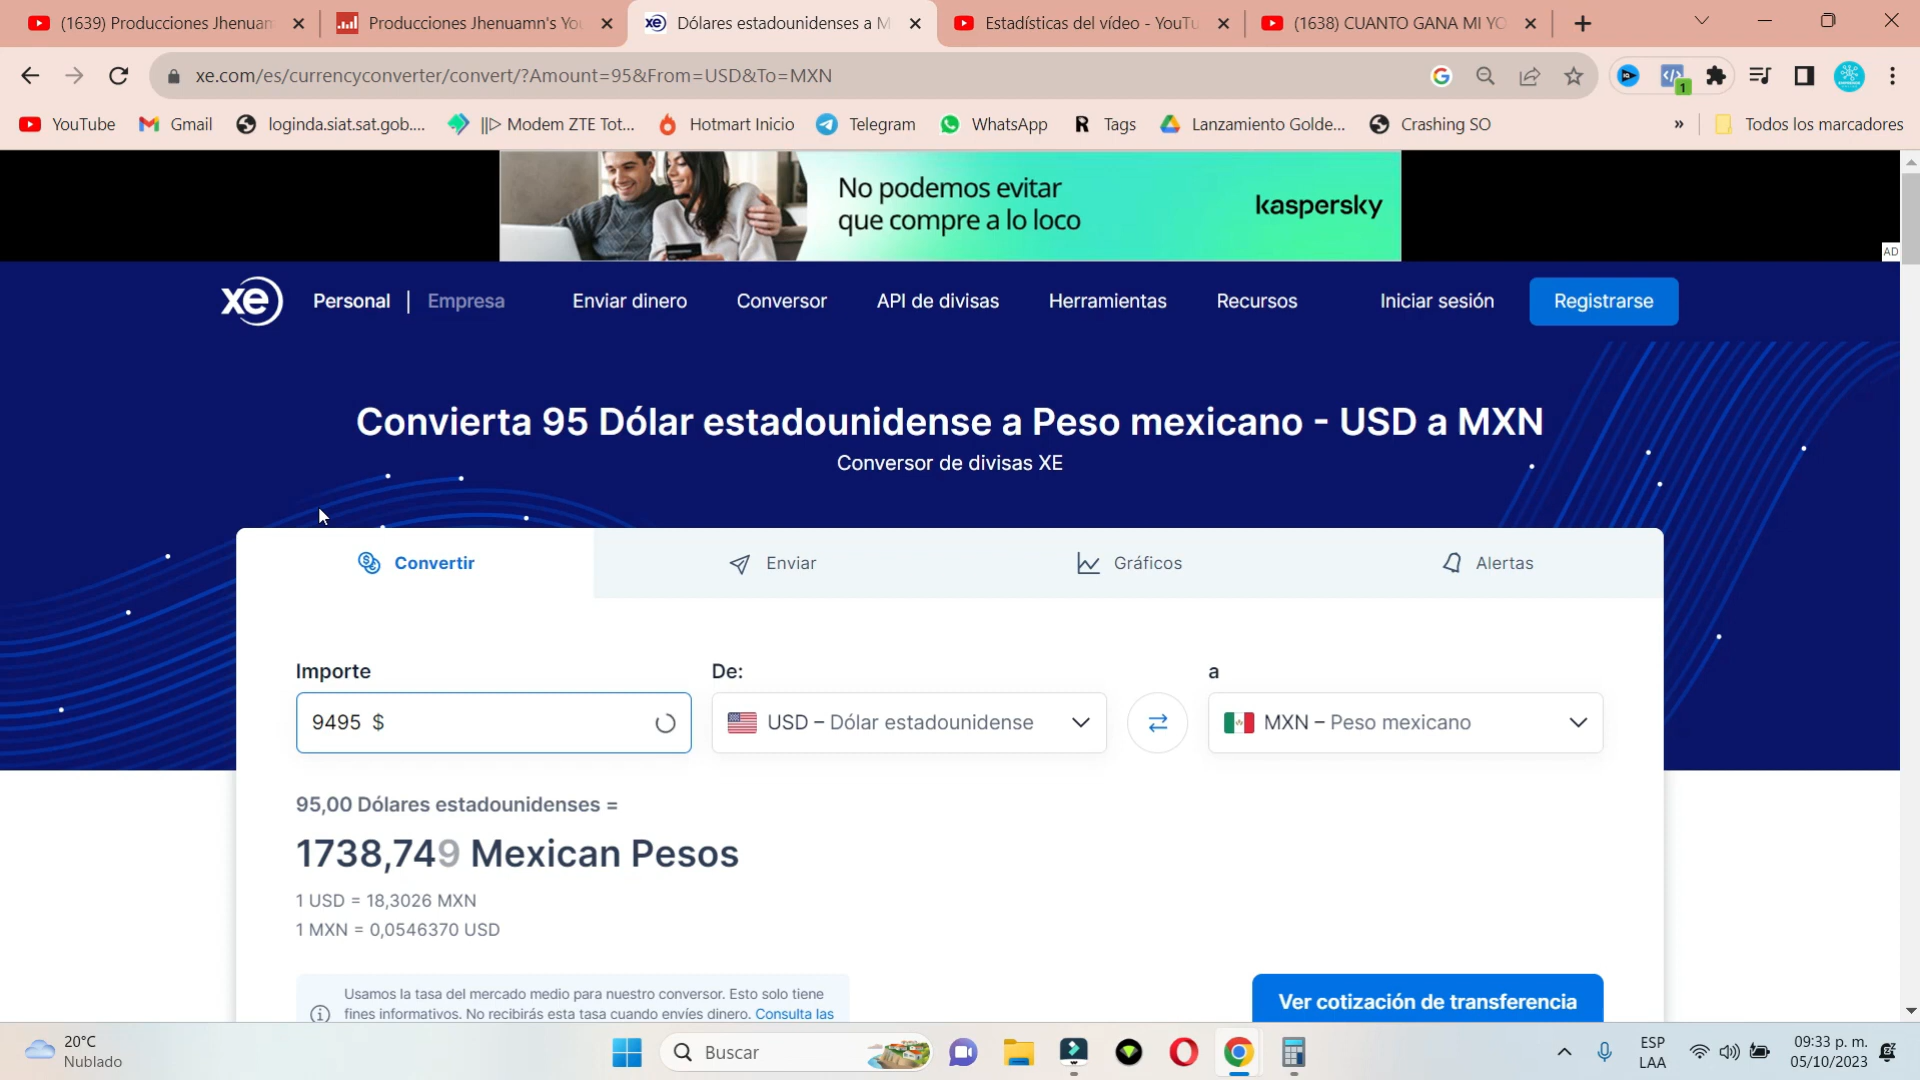 (1639) Producciones Jhenuam
Producciones Jhenuamn's You
Dólares estadounidenses a M
Estadísticas del vídeo - YouTu
(1638) CUANTO GANA MI YO
xe.com/es/currencyconverter/convert/?Amount=95&From=USD&To=MXN
1
YouTube
Gmail
loginda.siat.sat.gob....
||▷ Modem ZTE Tot...
Hotmart Inicio
Telegram
WhatsApp
Tags
Lanzamiento Golde...
Crashing SO
»
Todos los marcadores
No podemos evitar
que compre a lo loco
kaspersky
AD
xe Personal | Empresa
Enviar dinero
Conversor
API de divisas
Herramientas
Recursos
Iniciar sesión
Registrarse
Convierta 95 Dólar estadounidense a Peso mexicano - USD a MXN
Conversor de divisas XE
Convertir
Enviar
Gráficos
Alertas
Importe
De:
a
9495 $
USD – Dólar estadounidense
MXN – Peso mexicano
95,00 Dólares estadounidenses =
1738,749 Mexican Pesos
1 USD = 18,3026 MXN
1 MXN = 0,0546370 USD
Usamos la tasa del mercado medio para nuestro conversor. Esto solo tiene
fines informativos. No recibirás esta tasa cuando envíes dinero. Consulta las
Ver cotización de transferencia
20°C
Nublado
Buscar
ESP
LAA
09:33 p. m.
05/10/2023